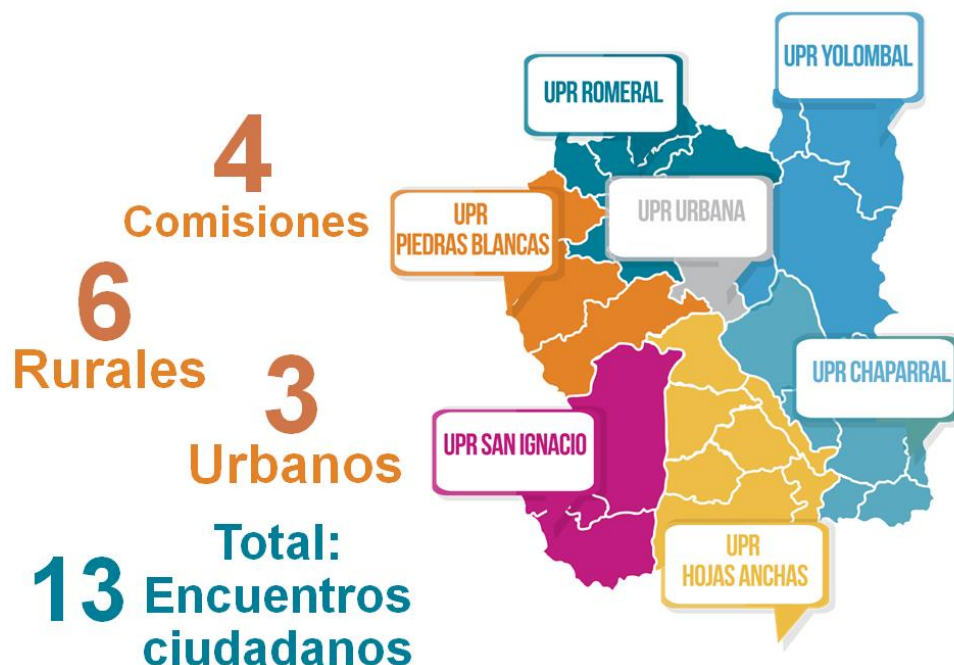 4
Comisiones
6
Rurales
3
Urbanos
13
Total:
Encuentros
ciudadanos
UPR YOLOMBAL
UPR ROMERAL
UPR
PIEDRAS BLANCAS
UPR URBANA
UPR CHAPARRAL
UPR SAN IGNACIO
UPR
HOJAS ANCHAS